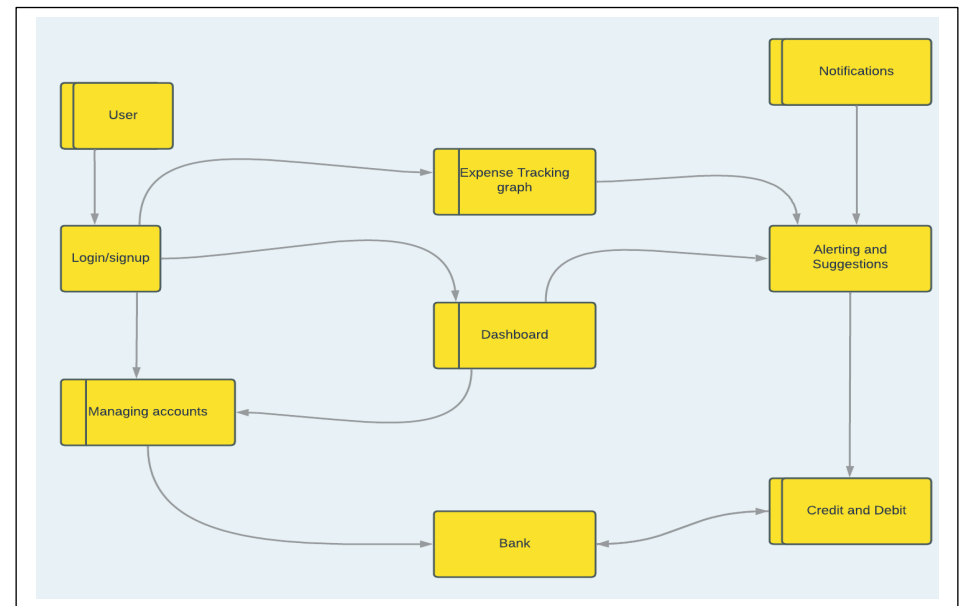 Notifications
User
Expense Tracking
graph
Login/signup
Alerting and
Suggestions
Dashboard
Managing accounts
Credit and Debit
Bank